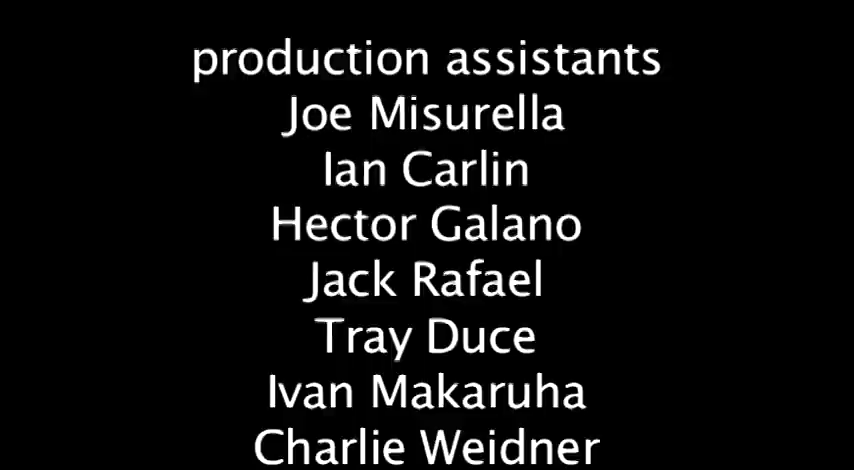 production assistants
Joe Misurella
Ian Carlin
Hector Galano
Jack Rafael
Tray Duce
Ivan Makaruha
Charlie Weidner